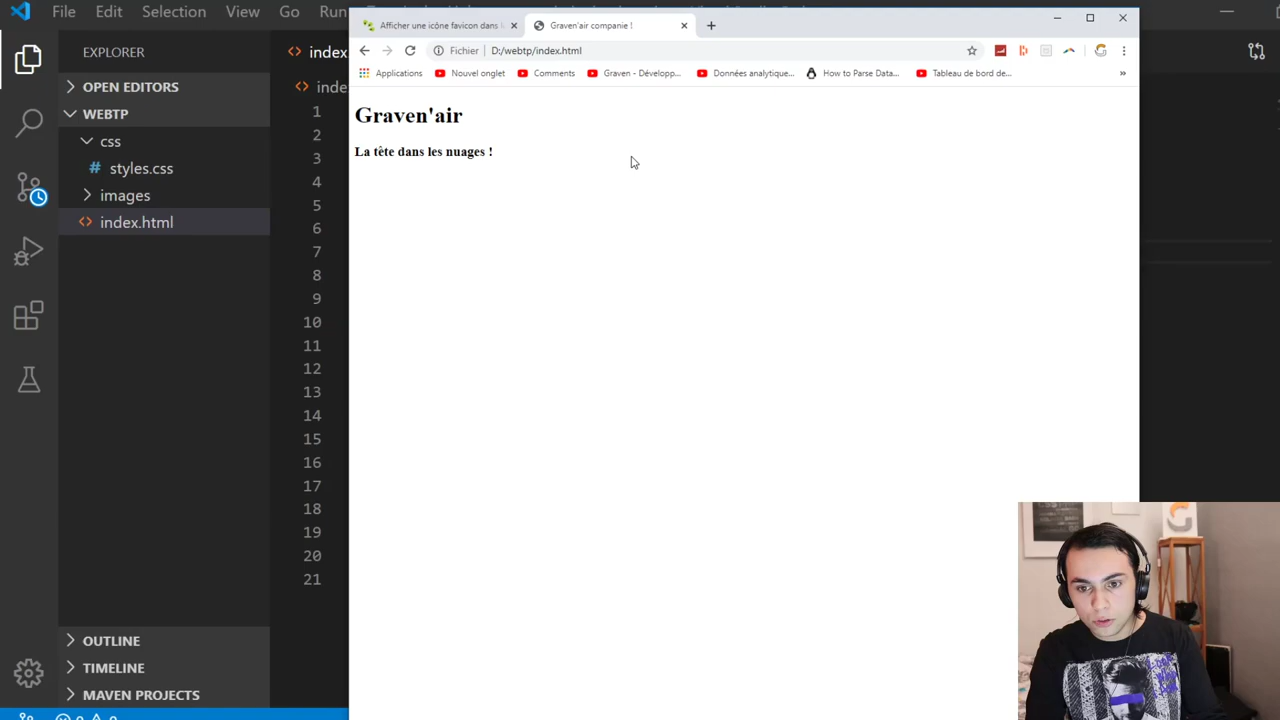 File Edit Selection View Go Run
EXPLORER
OPEN EDITORS
WEBTP
css
# styles.css
images
index.html
OUTLINE
TIMELINE
MAVEN PROJECTS
index
1
2
3
4
5
6
7
8
9
10
11
12
13
14
15
16
17
18
19
20
21
Afficher une icône favicon dans
Graven'air companie !
Fichier D:/webtp/index.html
Applications Nouvel onglet Comments Graven - Développ... Données analytique... How to Parse Data... Tableau de bord de... »
Graven'air
La tête dans les nuages !